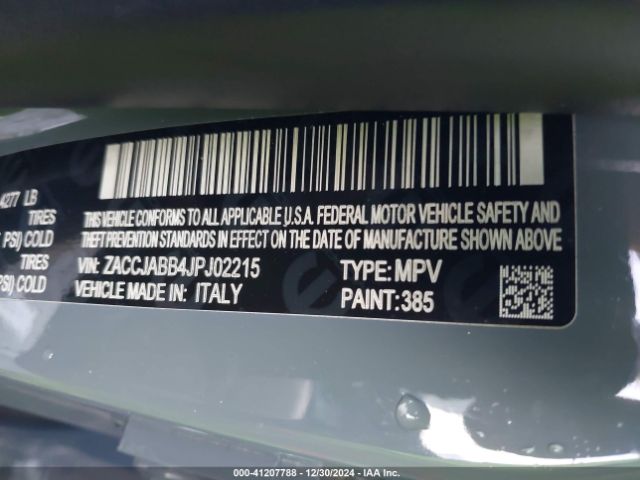 4277 LB
TIRES
PSI) COLD
TIRES
PSI) COLD
THIS VEHICLE CONFORMS TO ALL APPLICABLE U.S.A. FEDERAL MOTOR VEHICLE SAFETY AND
THEFT PREVENTION STANDARDS IN EFFECT ON THE DATE OF MANUFACTURE SHOWN ABOVE
VIN: ZACCJABB4JPJ02215 TYPE: MPV
VEHICLE MADE IN: ITALY PAINT: 385
000-41207788 - 12/30/2024 - IAA Inc.